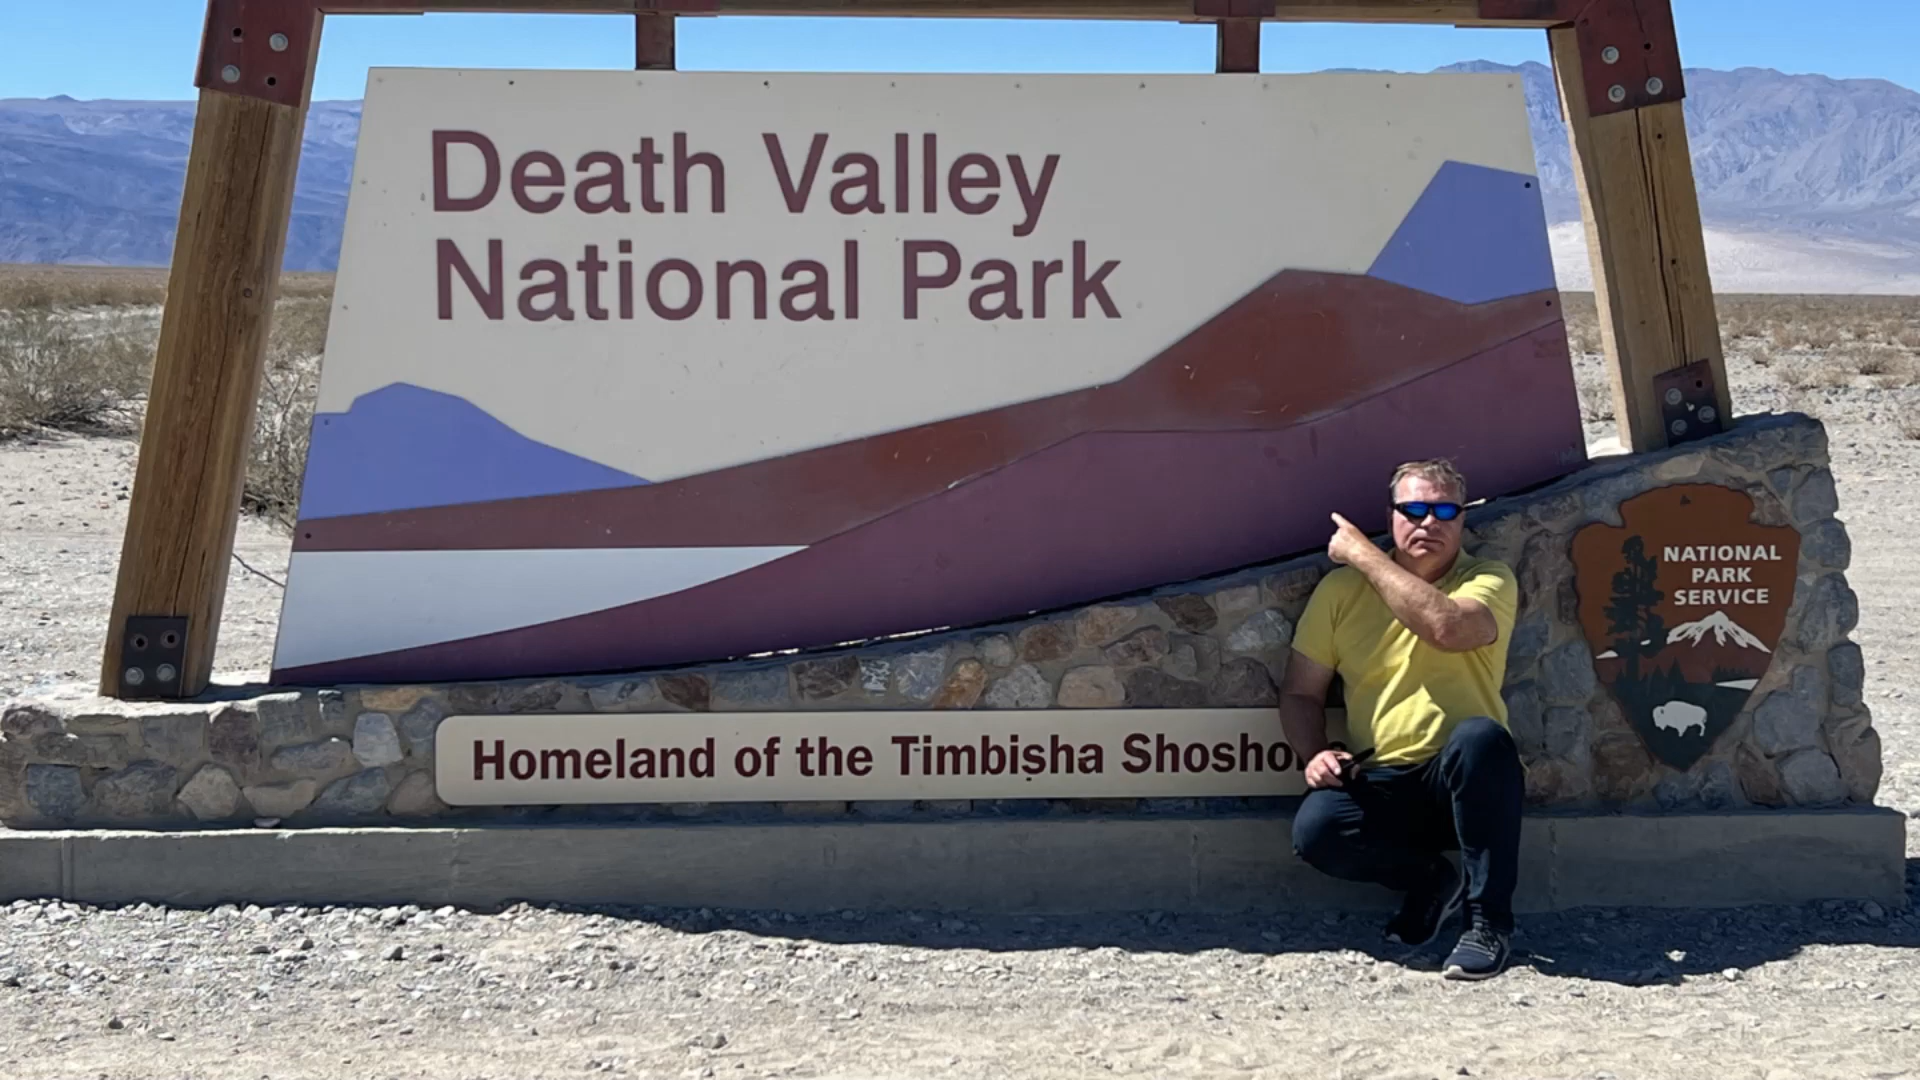 Death Valley
National Park
Homeland of the Timbisha Shosho
NATIONAL
PARK
SERVICE